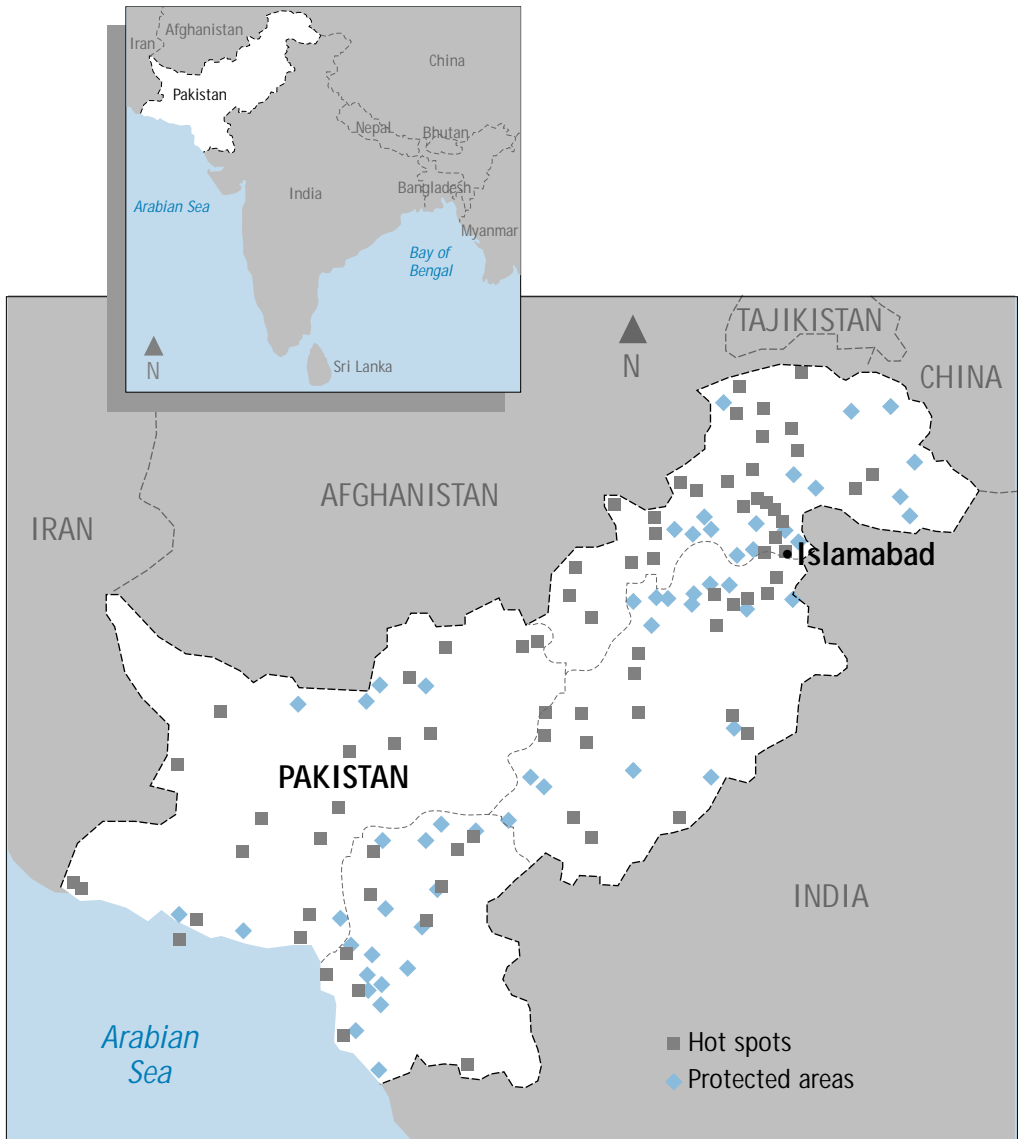 Afghanistan
Iran
China
Pakistan
Nepal
Bhutan
India
Bangladesh
Arabian Sea
Myanmar
Bay of
Bengal
N
Sri Lanka
TAJIKISTAN
N
CHINA
AFGHANISTAN
IRAN
Islamabad
PAKISTAN
INDIA
Arabian
Sea
Hot spots
Protected areas